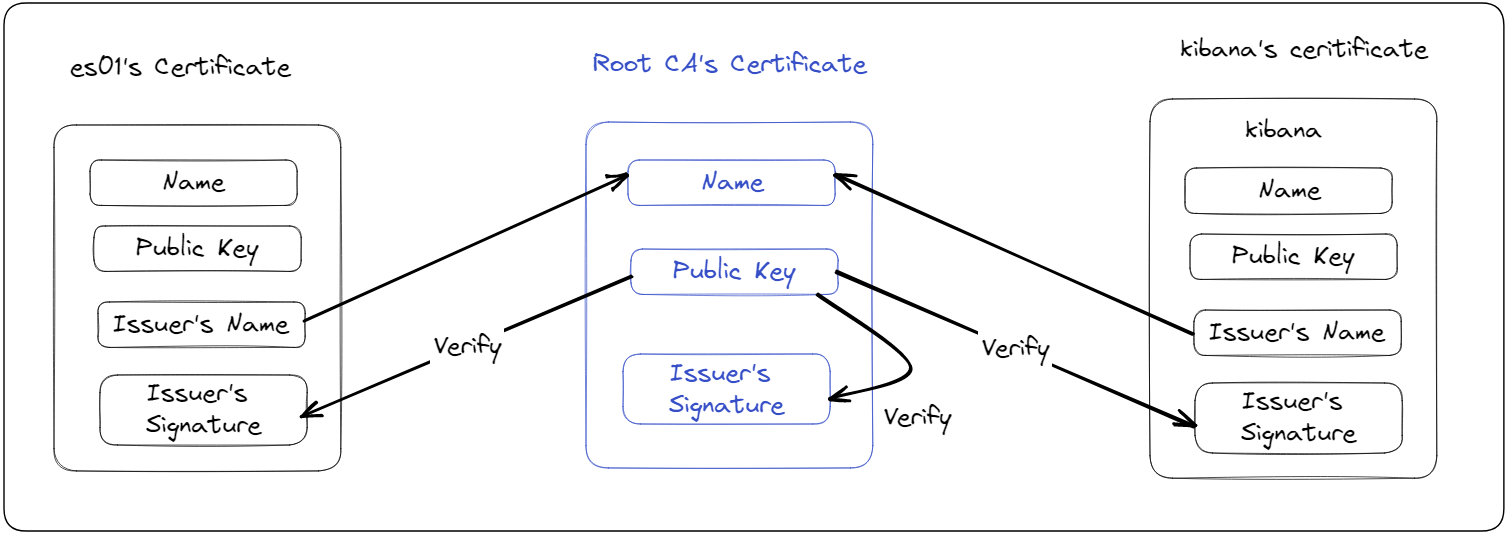 es01's Certificate
Name
Public Key
Issuer's Name
Issuer's
Signature
Verify
Root CA's Certificate
Name
Public Key
Issuer's
Signature
Verify
Verify
kibana's ceritificate
kibana
Name
Public Key
Issuer's Name
Issuer's
Signature